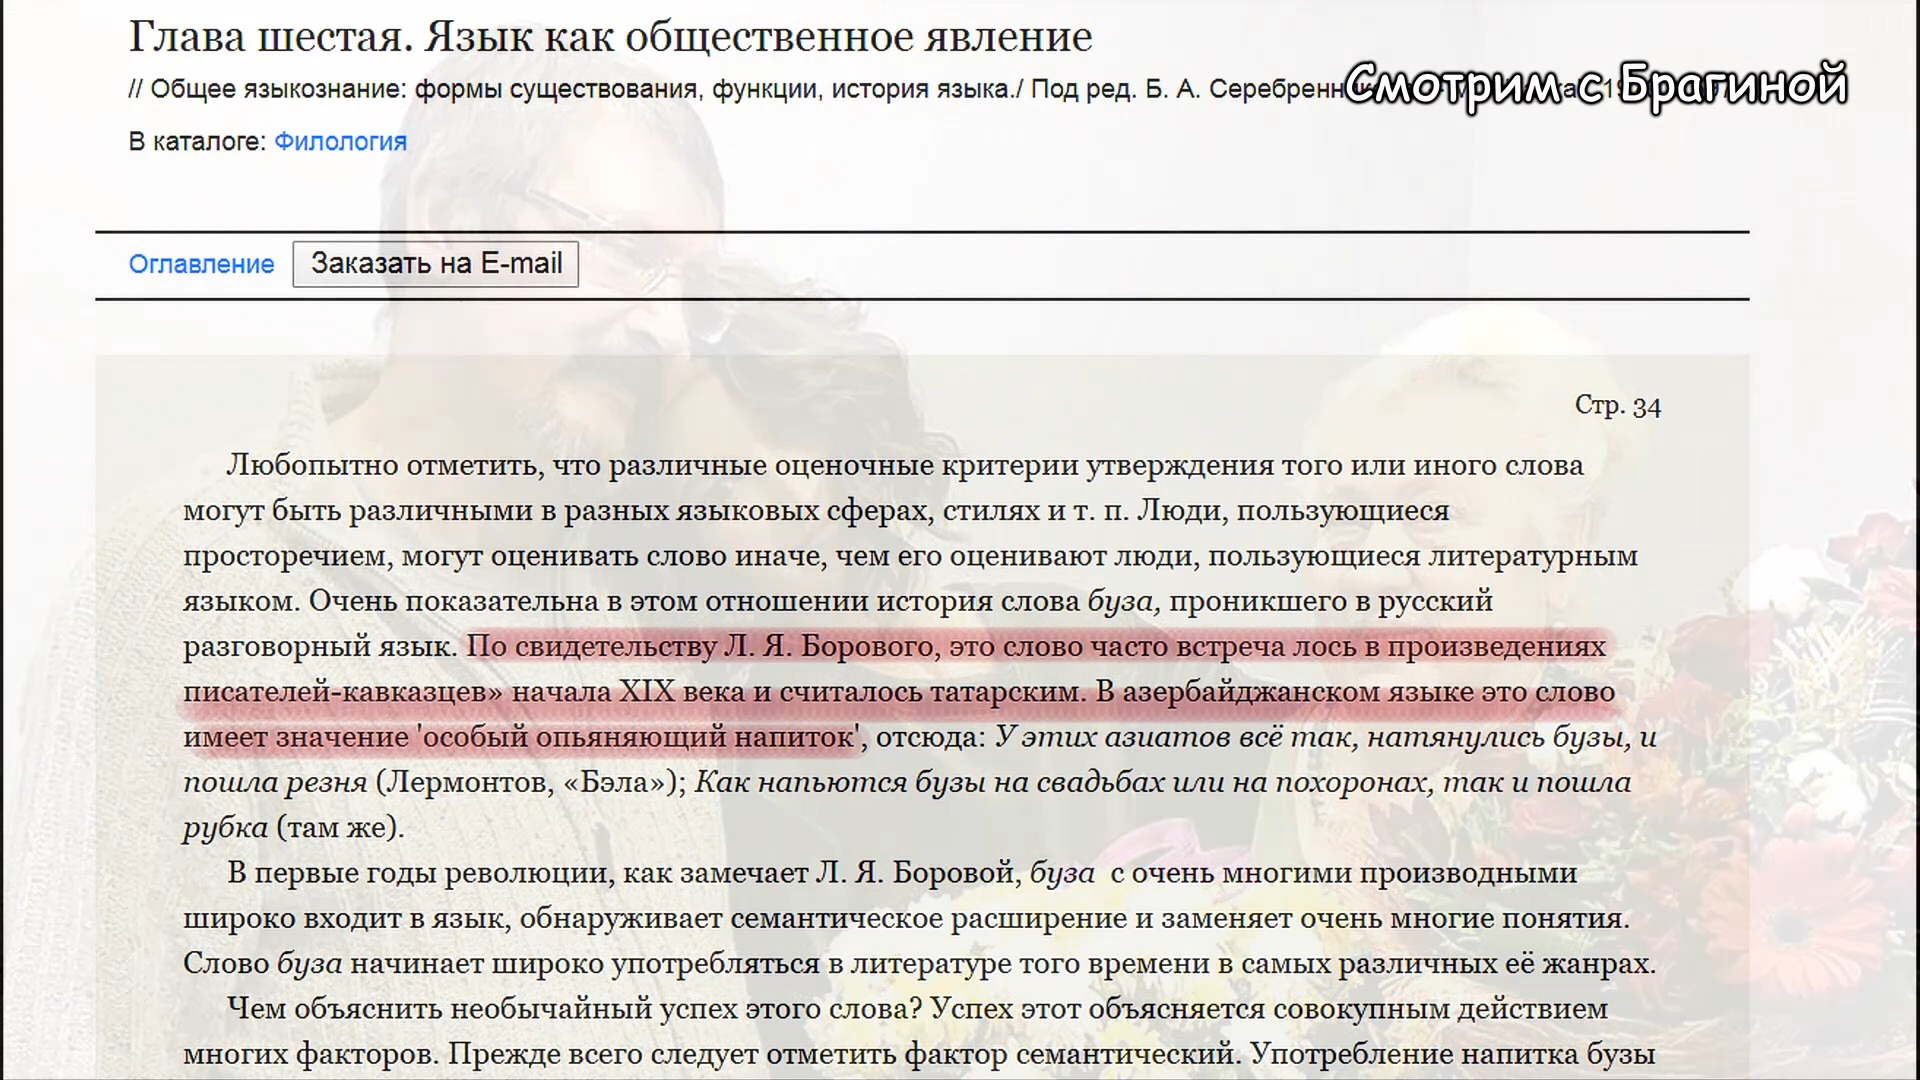 Глава шестая. Язык как общественное явление
Смотрим с Брагиной
// Общее языкознание: формы существования, функции, история языка./ Под ред. Б. А.
В каталоге: Филология
Оглавление Заказать на E-mail
Стр. 34
Любопытно отметить, что различные оценочные критерии утверждения того или иного слова
могут быть различными в разных языковых сферах, стилях и т. п. Люди, пользующиеся
просторечием, могут оценивать слово иначе, чем его оценивают люди, пользующиеся литературным
языком. Очень показательна в этом отношении история слова буза, проникшего в русский
разговорный язык. По свидетельству Л. Я. Борового, это слово часто встреча лось в произведениях
писателей-кавказцев» начала XIX века и считалось татарским. В азербайджанском языке это слово
имеет значение 'особый опьяняющий напиток', отсюда: У этих азиатов всё так, натянулись бузы, и
пошла резня (Лермонтов, «Бэла»); Как напьются бузы на свадьбах или на похоронах, так и пошла
рубка (там же).
В первые годы революции, как замечает Л. Я. Боровой, буза с очень многими производными
широко входит в язык, обнаруживает семантическое расширение и заменяет очень многие понятия.
Слово буза начинает широко употребляться в литературе того времени в самых различных её жанрах.
Чем объяснить необычайный успех этого слова? Успех этот объясняется совокупным действием
многих факторов. Прежде всего следует отметить фактор семантический. Употребление напитка бузы